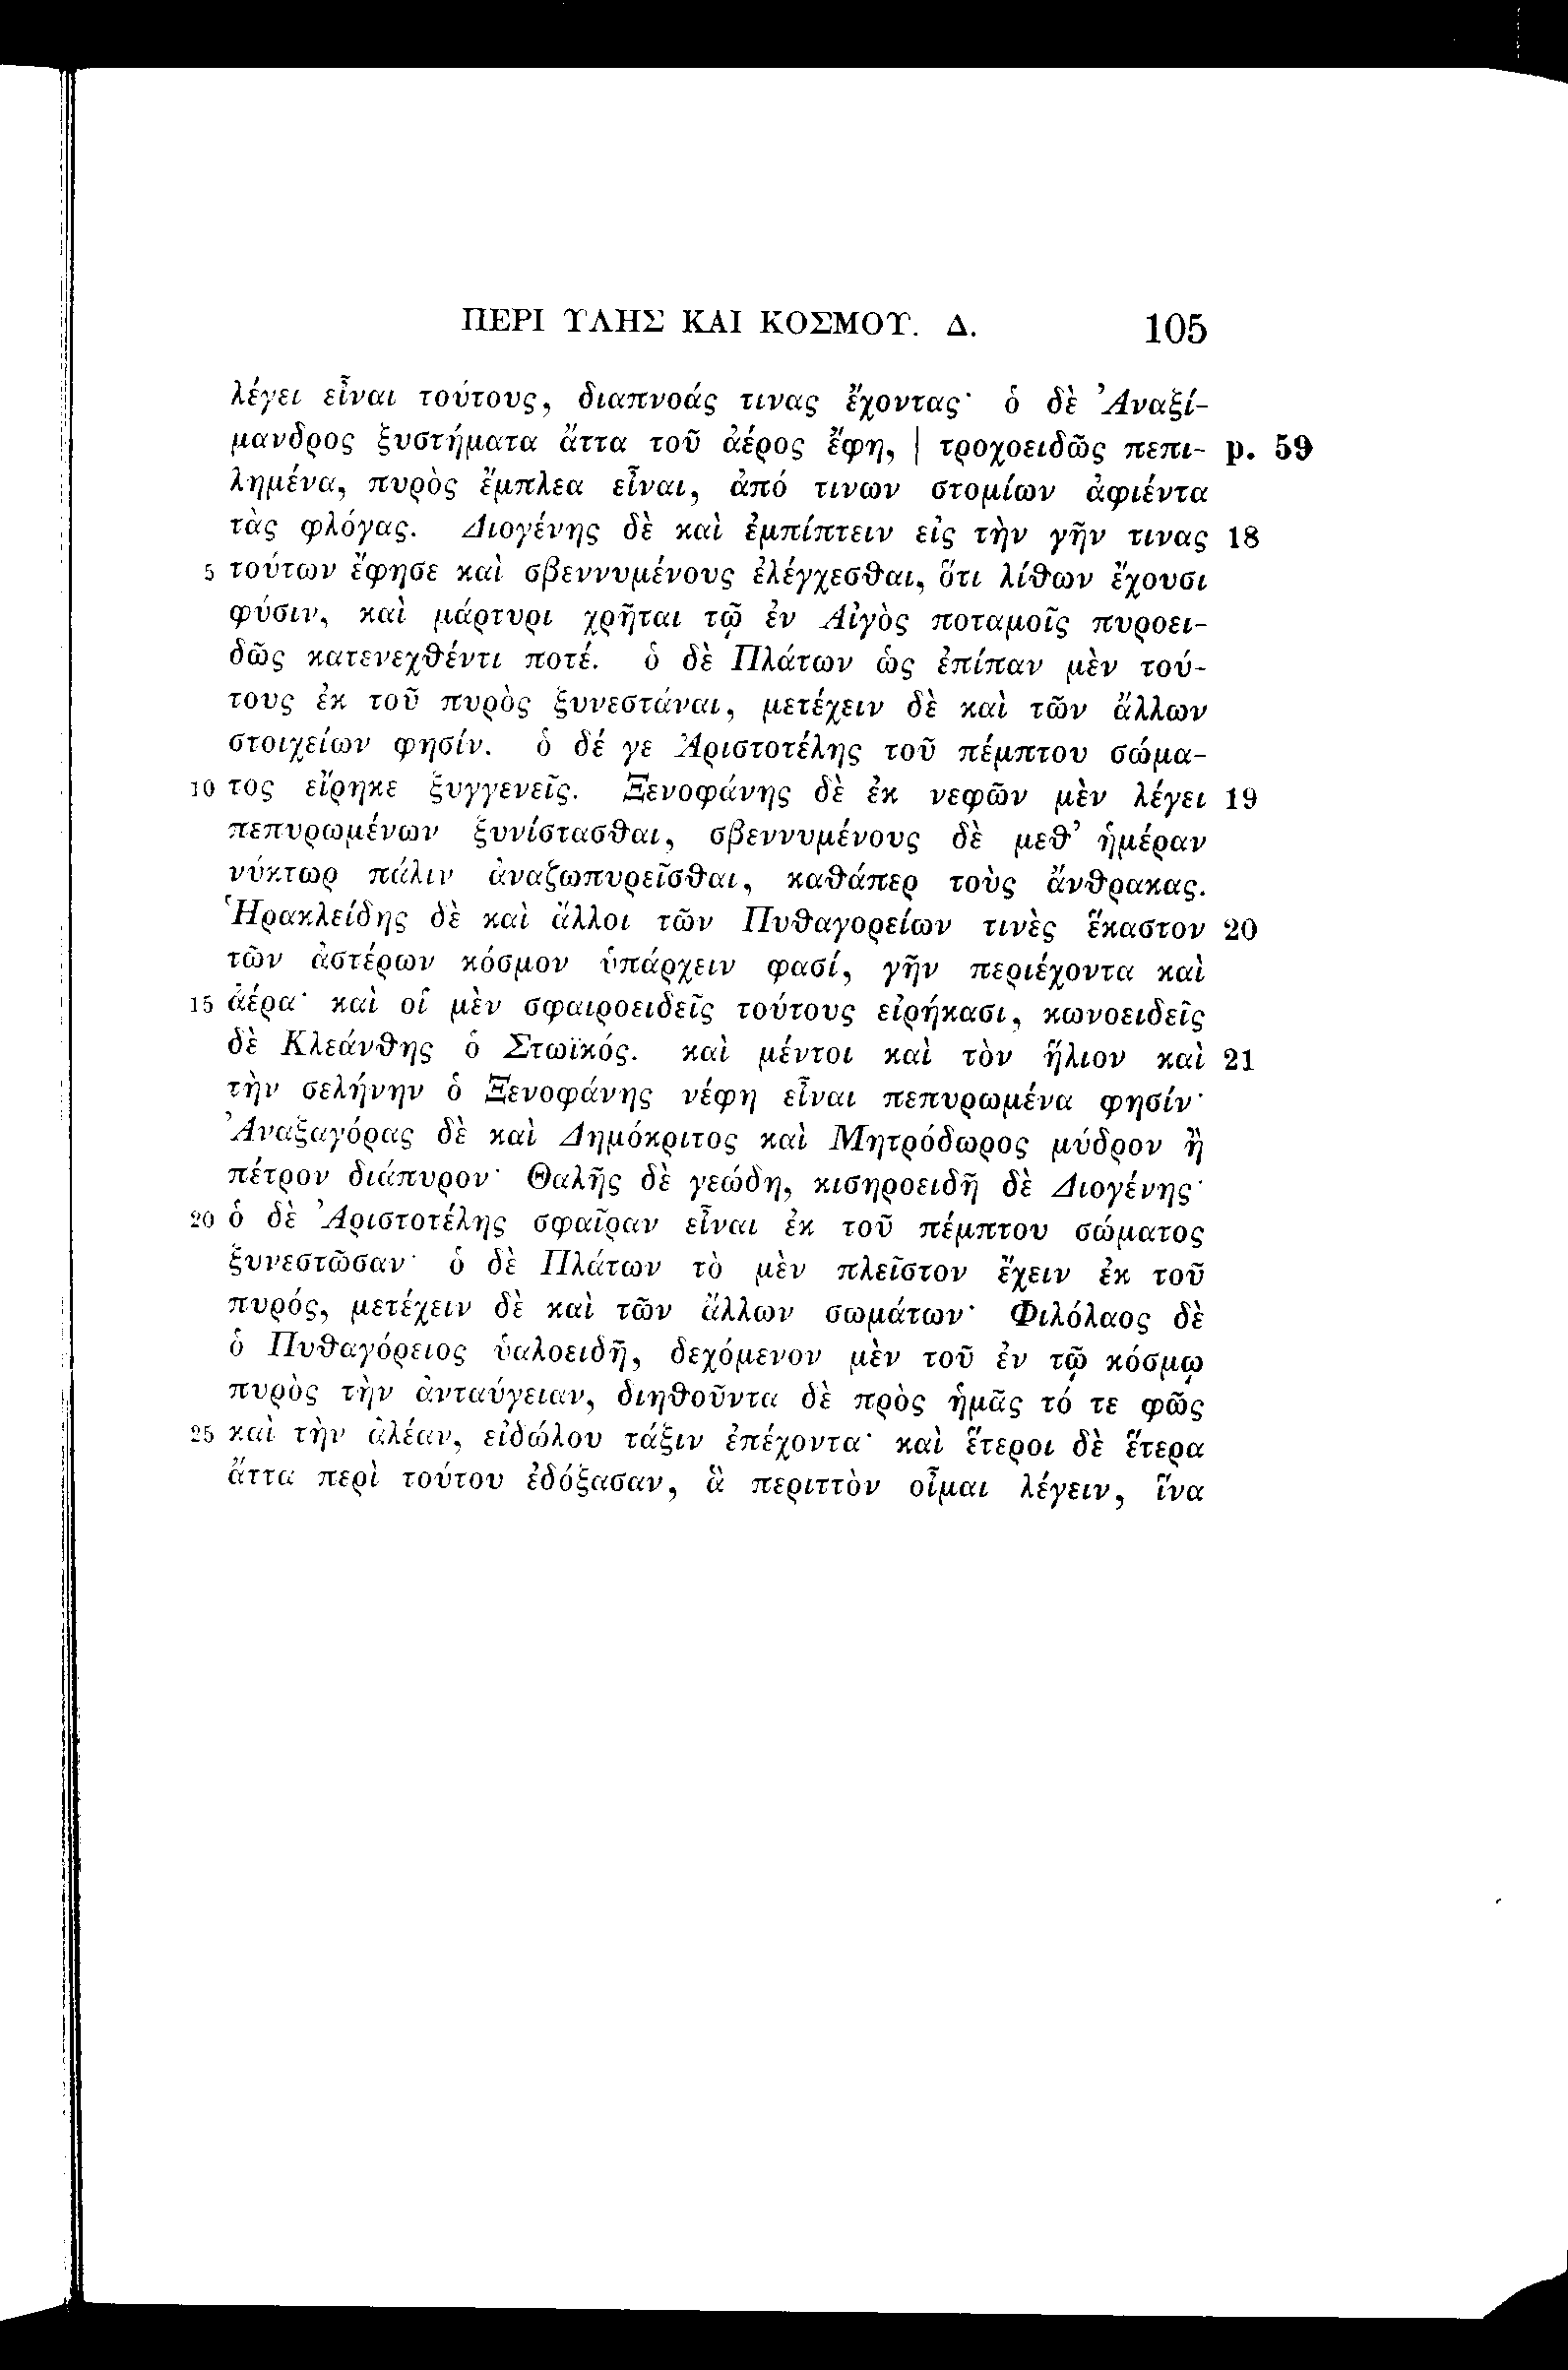 ΠΕΡΙ ΥΛΗΣ ΚΑΙ ΚΟΣΜΟΥ. Δ. 105
λέγει εἶναι τούτους, διαπνοάς τινας ἔχοντας· ὁ δὲ Ἀναξί-
μανδρος ξυστήματα ἄττα τοῦ ἀέρος ἔφη, | τροχοειδῶς πεπι- p. 59
λημένα, πυρὸς ἔμπλεα εἶναι, ἀπό τινων στομίων ἀφιέντα
τὰς φλόγας. Διογένης δὲ καὶ ἐμπίπτειν εἰς τὴν γῆν τινας 18
5 τούτων ἔφησε καὶ σβεννυμένους ἐλέγχεσθαι, ὅτι λίθων ἔχουσι
φύσιν, καὶ μάρτυρι χρῆται τῷ ἐν Αἰγὸς ποταμοῖς πυροει-
δῶς κατενεχθέντι ποτέ. ὁ δὲ Πλάτων ὡς ἐπίπαν μὲν τού-
τους ἐκ τοῦ πυρὸς ξυνεστάναι, μετέχειν δὲ καὶ τῶν ἄλλων
στοιχείων φησίν. ὁ δέ γε Ἀριστοτέλης τοῦ πέμπτου σώμα-
10 τος εἴρηκε ξυγγενεῖς. Ξενοφάνης δὲ ἐκ νεφῶν μὲν λέγει 19
πεπυρωμένων ξυνίστασθαι, σβεννυμένους δὲ μεθ' ἡμέραν
νύκτωρ πάλιν ἀναζωπυρεῖσθαι, καθάπερ τοὺς ἄνθρακας.
Ἡρακλείδης δὲ καὶ ἄλλοι τῶν Πυθαγορείων τινὲς ἕκαστον 20
τῶν ἀστέρων κόσμον ὑπάρχειν φασί, γῆν περιέχοντα καὶ
15 ἀέρα· καὶ οἱ μὲν σφαιροειδεῖς τούτους εἰρήκασι, κωνοειδεῖς
δὲ Κλεάνθης ὁ Στωϊκός. καὶ μέντοι καὶ τὸν ἥλιον καὶ 21
τὴν σελήνην ὁ Ξενοφάνης νέφη εἶναι πεπυρωμένα φησίν·
Ἀναξαγόρας δὲ καὶ Δημόκριτος καὶ Μητρόδωρος μύδρον ἢ
πέτρον διάπυρον· Θαλῆς δὲ γεώδη, κισηροειδῆ δὲ Διογένης·
20 ὁ δὲ Ἀριστοτέλης σφαῖραν εἶναι ἐκ τοῦ πέμπτου σώματος
ξυνεστῶσαν· ὁ δὲ Πλάτων τὸ μὲν πλεῖστον ἔχειν ἐκ τοῦ
πυρός, μετέχειν δὲ καὶ τῶν ἄλλων σωμάτων· Φιλόλαος δὲ
ὁ Πυθαγόρειος ὑαλοειδῆ, δεχόμενον μὲν τοῦ ἐν τῷ κόσμῳ
πυρὸς τὴν ἀνταύγειαν, διηθοῦντα δὲ πρὸς ἡμᾶς τό τε φῶς
25 καὶ τὴν ἀλέαν, εἰδώλου τάξιν ἐπέχοντα· καὶ ἕτεροι δὲ ἕτερα
ἄττα περὶ τούτου ἐδόξασαν, ἃ περιττὸν οἶμαι λέγειν, ἵνα